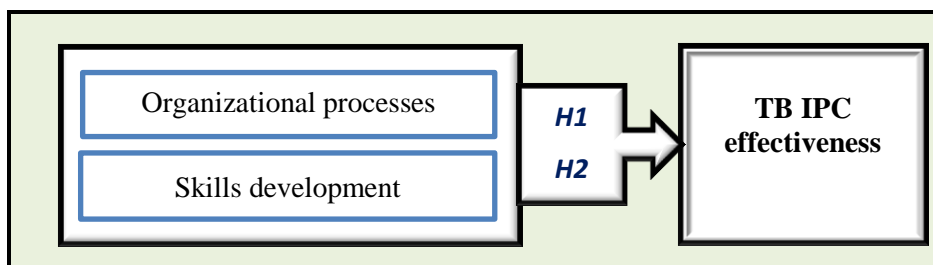 Organizational processes
Skills development
H1
H2
TB IPC
effectiveness